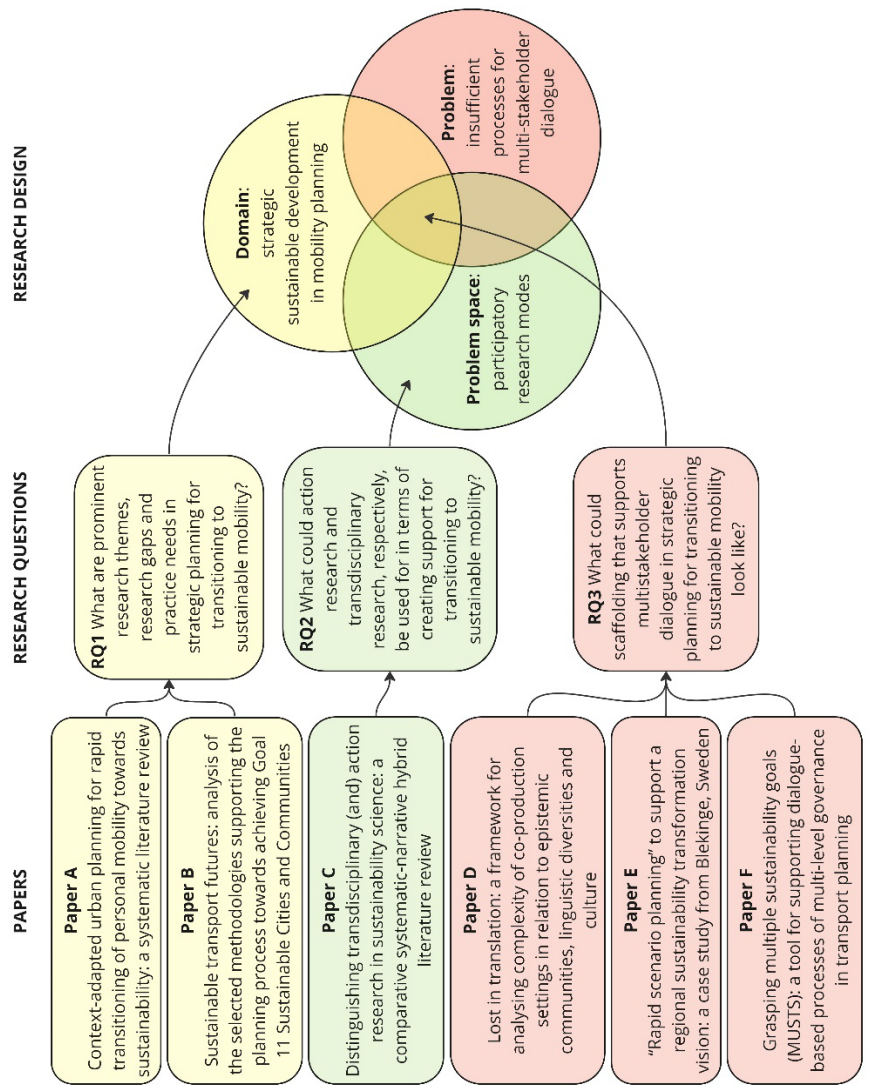 PAPERS
Paper A
Context-adapted urban planning for rapid
transitioning of personal mobility towards
sustainability: a systematic literature review
Paper B
Sustainable transport futures: analysis of
the selected methodologies supporting the
planning process towards achieving Goal
11 Sustainable Cities and Communities
Paper C
Distinguishing transdisciplinary (and) action
research in sustainability science: a
comparative systematic-narrative hybrid
literature review
Paper D
Lost in translation: a framework for
analysing complexity of co-production
settings in relation to epistemic
communities, linguistic diversities and
culture
Paper E
“Rapid scenario planning” to support a
regional sustainability transformation
vision: a case study from Blekinge, Sweden
Paper F
Grasping multiple sustainability goals
(MUSTS): a tool for supporting dialogue-
based processes of multi-level governance
in transport planning
RESEARCH QUESTIONS
RQ1 What are prominent
research themes,
research gaps and
practice needs in
strategic planning for
transitioning to
sustainable mobility?
RQ2 What could action
research and
transdisciplinary
research, respectively,
be used for in terms of
creating support for
transitioning to
sustainable mobility?
RQ3 What could
scaffolding that supports
multistakeholder
dialogue in strategic
planning for transitioning
to sustainable mobility
look like?
RESEARCH DESIGN
Domain:
strategic
sustainable development
in mobility planning
Problem space:
participatory
research modes
Problem:
insufficient
processes for
multi-stakeholder
dialogue